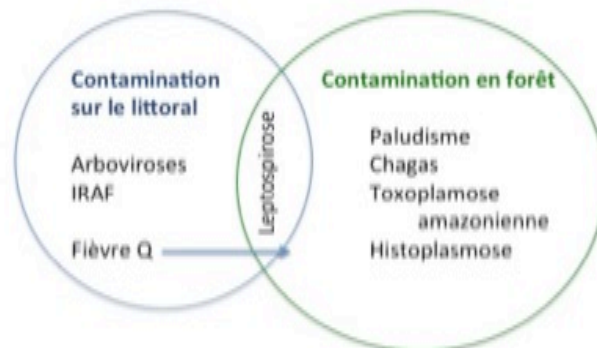 Contamination
sur le littoral
Arboviroses
IRAF
Fièvre Q
Leptospirose
Contamination en forêt
Paludisme
Chagas
Toxoplamose
amazonienne
Histoplasmose